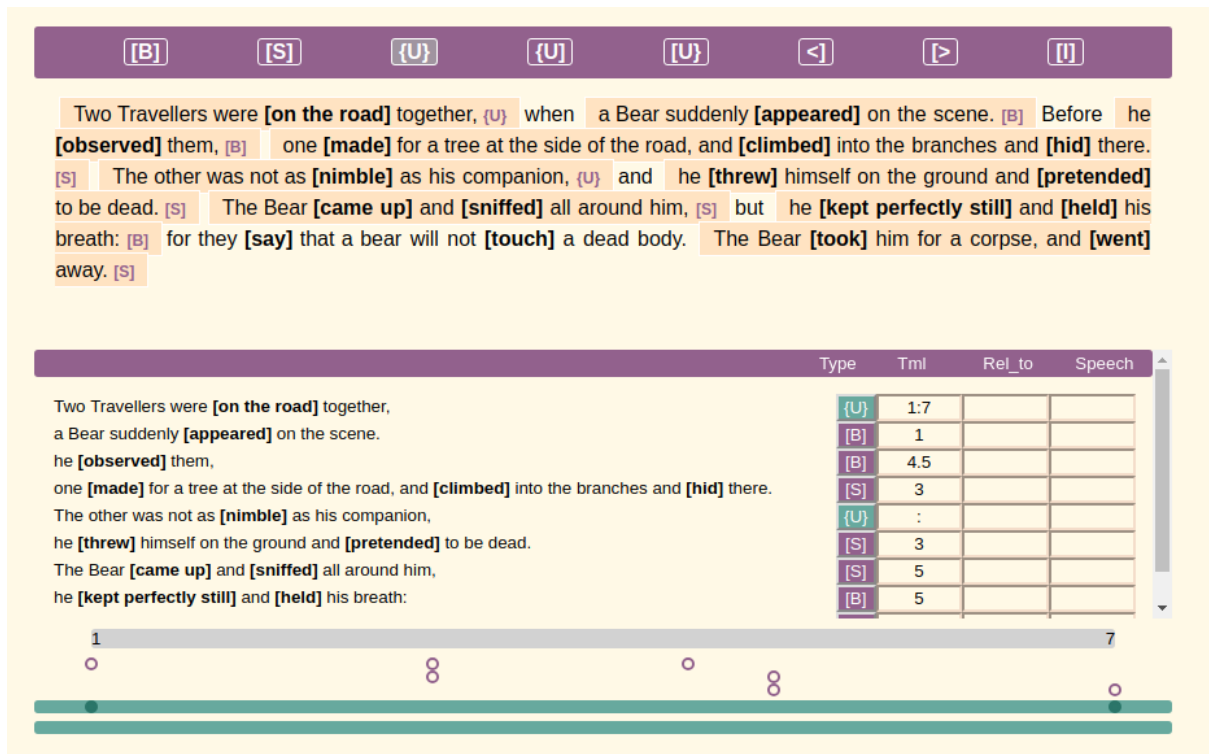 [B] [S] {U} {U] [U} <] [> [I]
Two Travellers were [on the road] together, {U} when a Bear suddenly [appeared] on the scene. [B] Before he
[observed] them, [B] one [made] for a tree at the side of the road, and [climbed] into the branches and [hid] there.
[S] The other was not as [nimble] as his companion, {U} and he [threw] himself on the ground and [pretended]
to be dead. [S] The Bear [came up] and [sniffed] all around him, [S] but he [kept perfectly still] and [held] his
breath: [B] for they [say] that a bear will not [touch] a dead body. The Bear [took] him for a corpse, and [went]
away. [S]
Type Tml Rel_to Speech
Two Travellers were [on the road] together, {U} 1:7
a Bear suddenly [appeared] on the scene. [B] 1
he [observed] them, [B] 4.5
one [made] for a tree at the side of the road, and [climbed] into the branches and [hid] there. [S] 3
The other was not as [nimble] as his companion, {U} :
he [threw] himself on the ground and [pretended] to be dead. [S] 3
The Bear [came up] and [sniffed] all around him, [S] 5
he [kept perfectly still] and [held] his breath: [B] 5
1 7